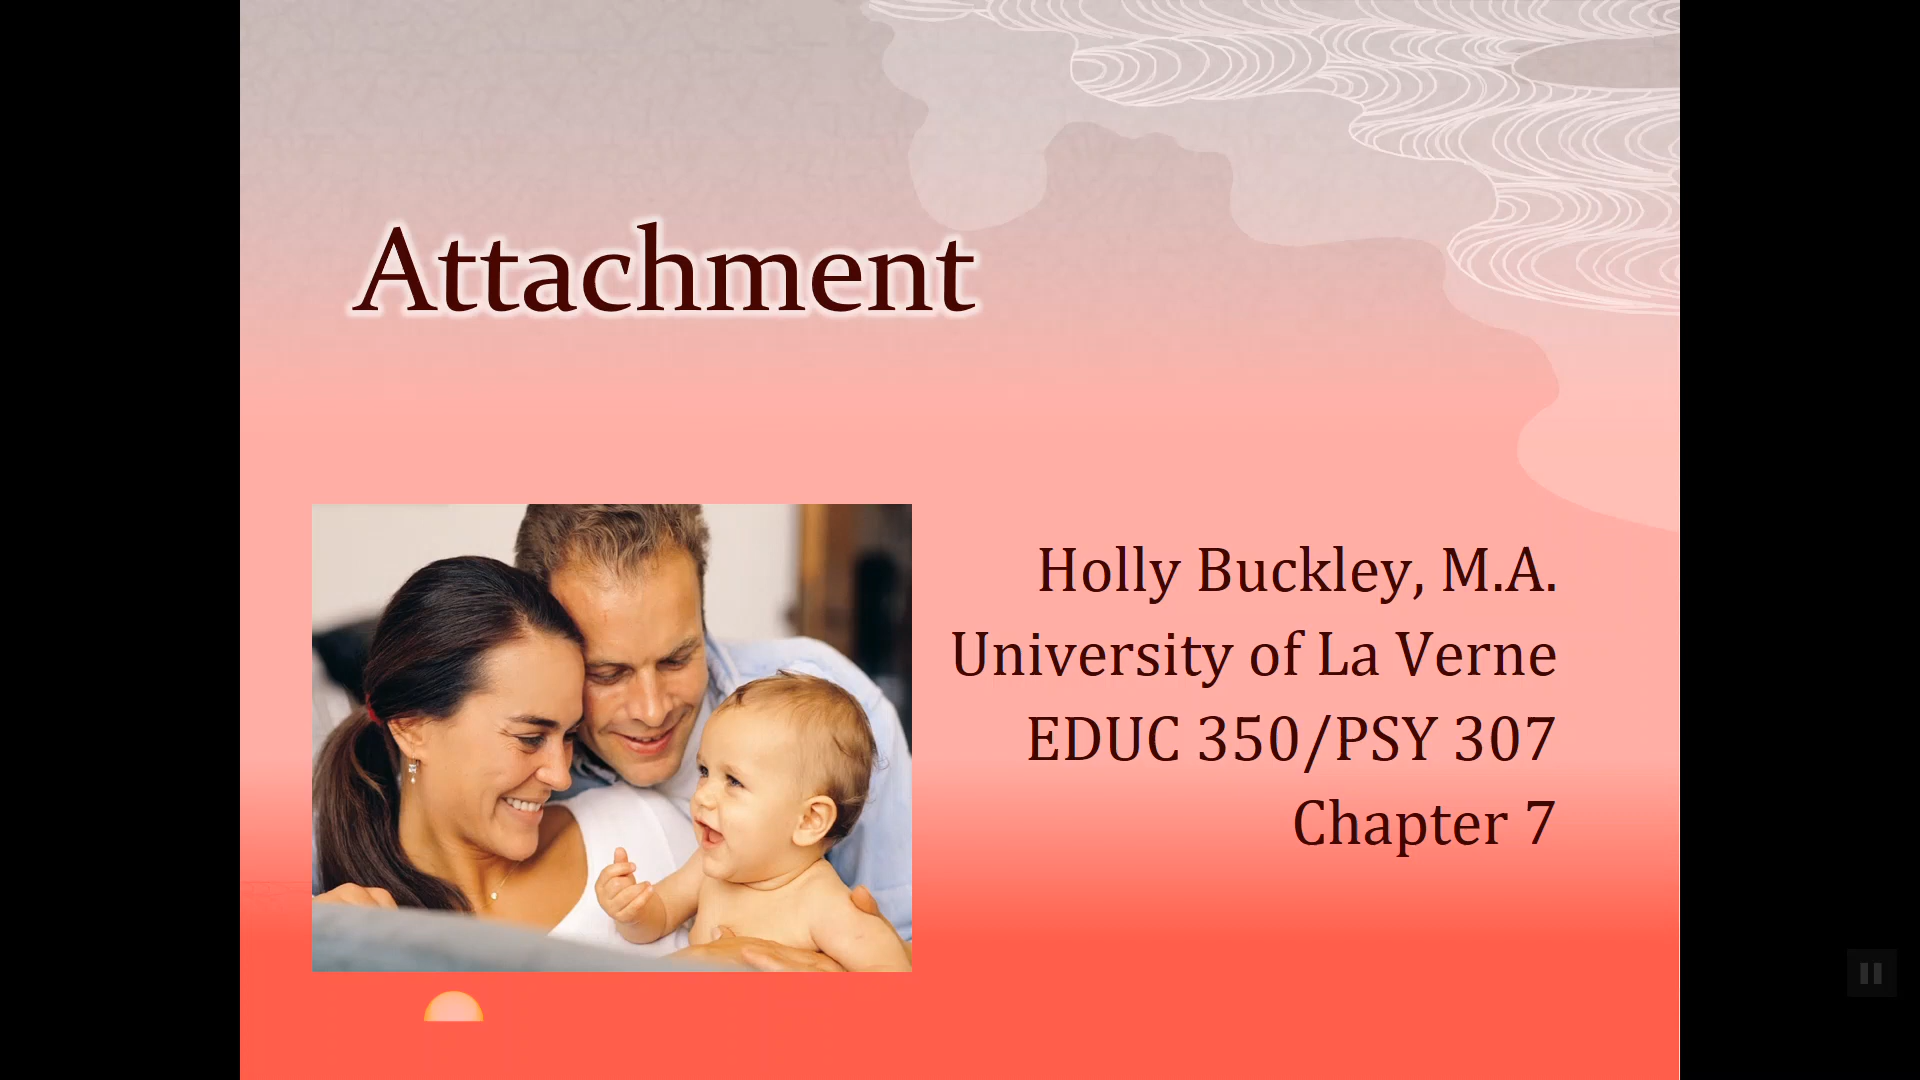 Attachment
Holly Buckley, M.A.
University of La Verne
EDUC 350/PSY 307
Chapter 7